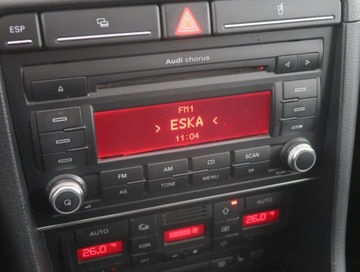 ESP
Audi chorus
FM1
› ESKA ‹
11:04
FM AM CD SCAN
AS TONE MENU TP
AUTO AUTO
26.0 26.0
ECON